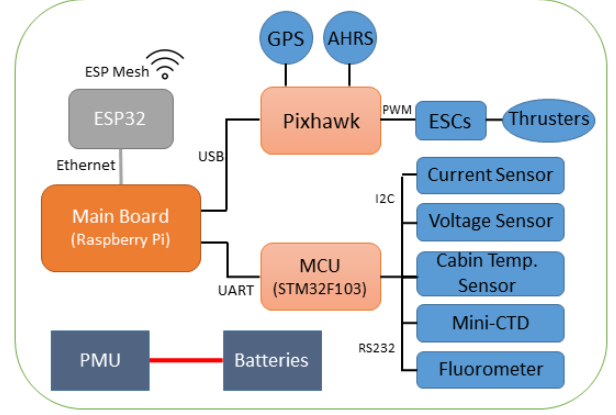 GPS
AHRS
ESP Mesh
ESP32
Pixhawk
PWM
ESCs
Thrusters
Ethernet
USB
Current Sensor
I2C
Main Board
(Raspberry Pi)
Voltage Sensor
MCU
(STM32F103)
Cabin Temp.
Sensor
UART
Mini-CTD
RS232
PMU
Batteries
Fluorometer